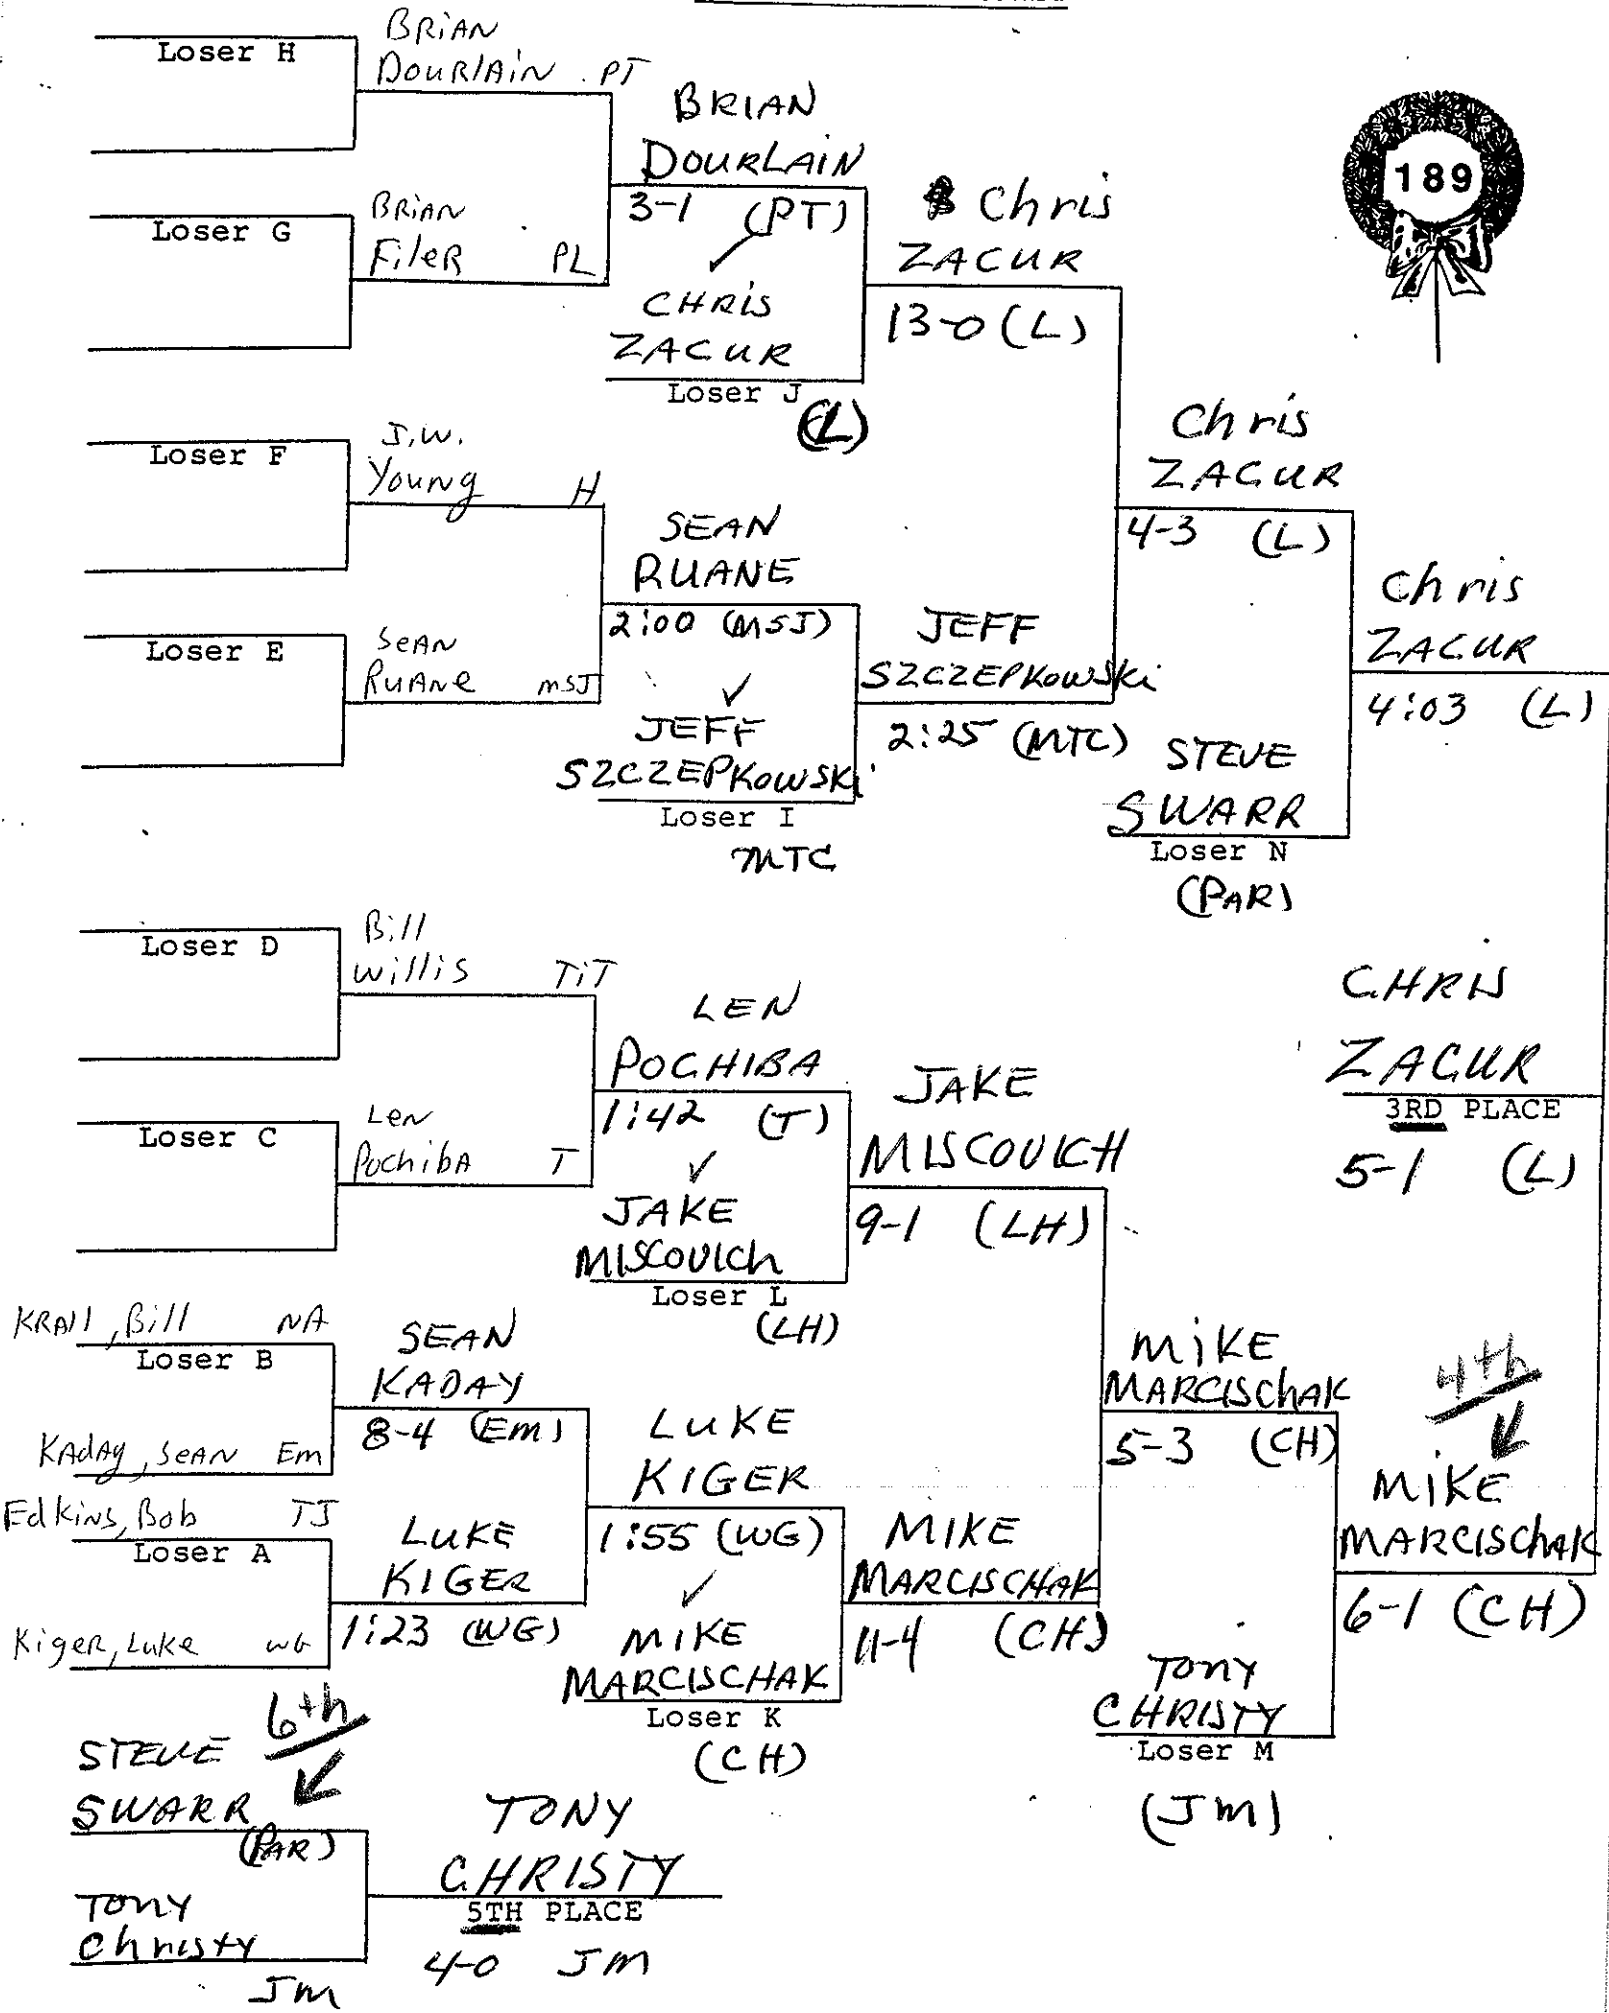 Loser H
BRiAN
DouRlAiN PT
Loser G
BRiAN
FileR PL
BRIAN
DOURLAIN
3-1 (PT)
CHRiS
ZACUR
Loser J
(L)
Chris
ZACUR
13-0 (L)
189
Loser F
J.W.
Young H
Loser E
SeAN
RuANe MSJ
SEAN
RUANE
2:00 (MSJ)
JEFF
SZCZEPKOWSKi
Loser I
MTC
JEFF
SZCZEPKOWSKi
2:25 (MTC)
Chris
ZACUR
4-3 (L)
STEVE
SWARR
Loser N
(PAR)
Chris
ZACUR
4:03 (L)
Loser D
Bill
Willis TiT
Loser C
LeN
PochibA T
LEN
POCHIBA
1:42 (T)
JAKE
MISCOVICh
Loser L
(LH)
JAKE
MISCOVICH
9-1 (LH)
CHRIS
ZACUR
3RD PLACE
5-1 (L)
KRAll, Bill NA
Loser B
KAdAy, SeAN Em
SEAN
KADAY
8-4 (Em)
EdKiNS, Bob TJ
Loser A
KigeR, Luke WG
LUKE
KIGER
1:23 (WG)
LUKE
KIGER
1:55 (WG)
MIKE
MARCISCHAK
Loser K
(CH)
MIKE
MARCISCHAK
11-4 (CH)
MiKE
MARCISChAK
5-3 (CH)
TONY
CHRISTY
Loser M
(JM)
4th
MiKE
MARCISChAK
6-1 (CH)
6th
STEVE
SWARR
(PAR)
TONY
ChRISTY
JM
TONY
CHRISTY
5TH PLACE
4-0 JM